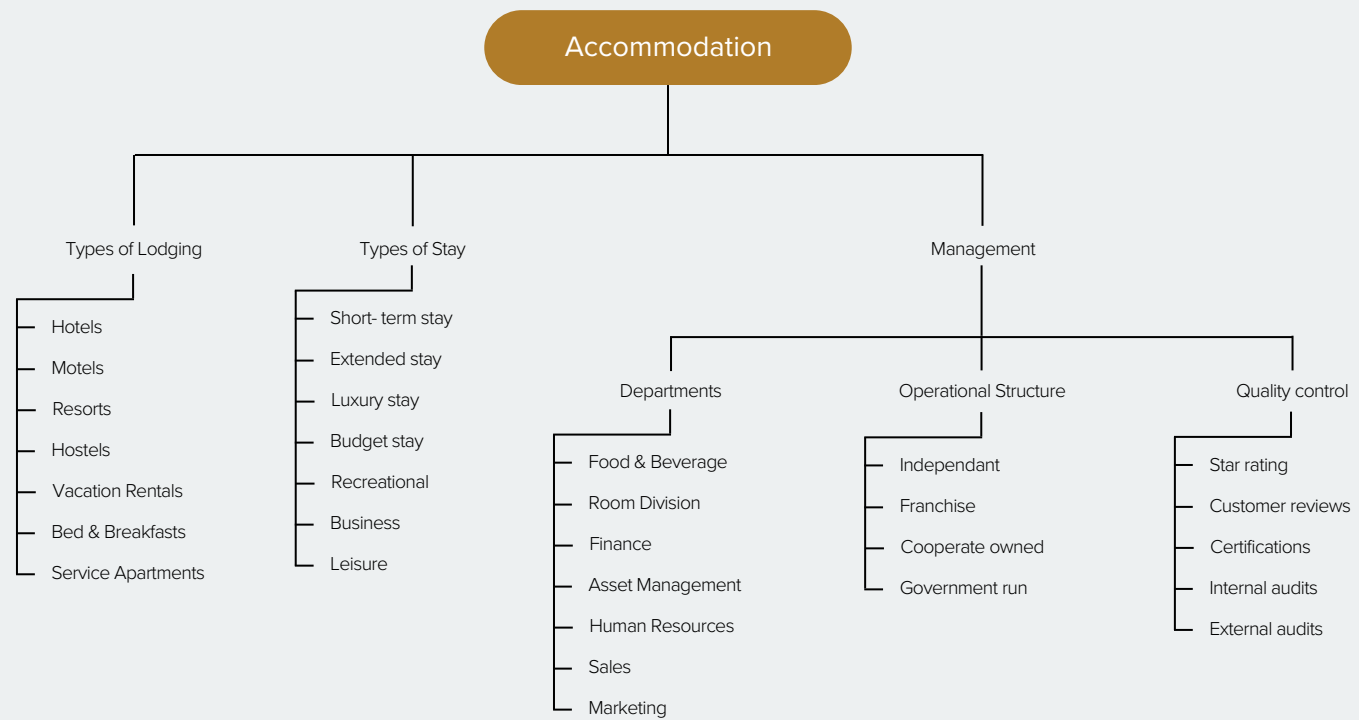 Accommodation
Types of Lodging
Hotels
Motels
Resorts
Hostels
Vacation Rentals
Bed & Breakfasts
Service Apartments
Types of Stay
Short- term stay
Extended stay
Luxury stay
Budget stay
Recreational
Business
Leisure
Management
Departments
Food & Beverage
Room Division
Finance
Asset Management
Human Resources
Sales
Marketing
Operational Structure
Independant
Franchise
Cooperate owned
Government run
Quality control
Star rating
Customer reviews
Certifications
Internal audits
External audits